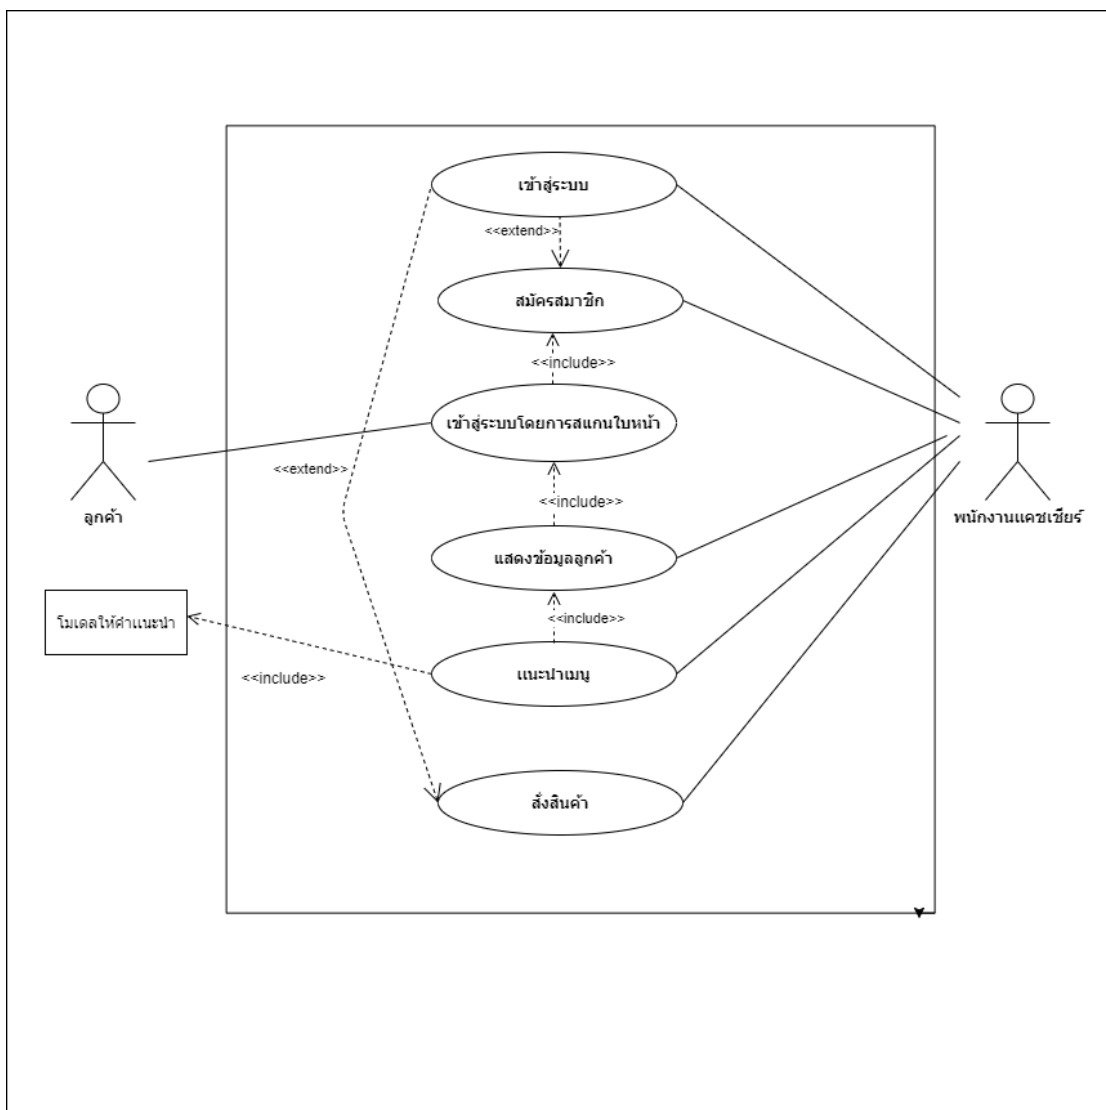 เข้าสู่ระบบ
<<extend>>
สมัครสมาชิก
<<include>>
เข้าสู่ระบบโดยการสแกนใบหน้า
<<extend>>
<<include>>
ลูกค้า
พนักงานแคชเชียร์
แสดงข้อมูลลูกค้า
โมเดลให้คำแนะนำ
<<include>>
แนะนำเมนู
<<include>>
สั่งสินค้า